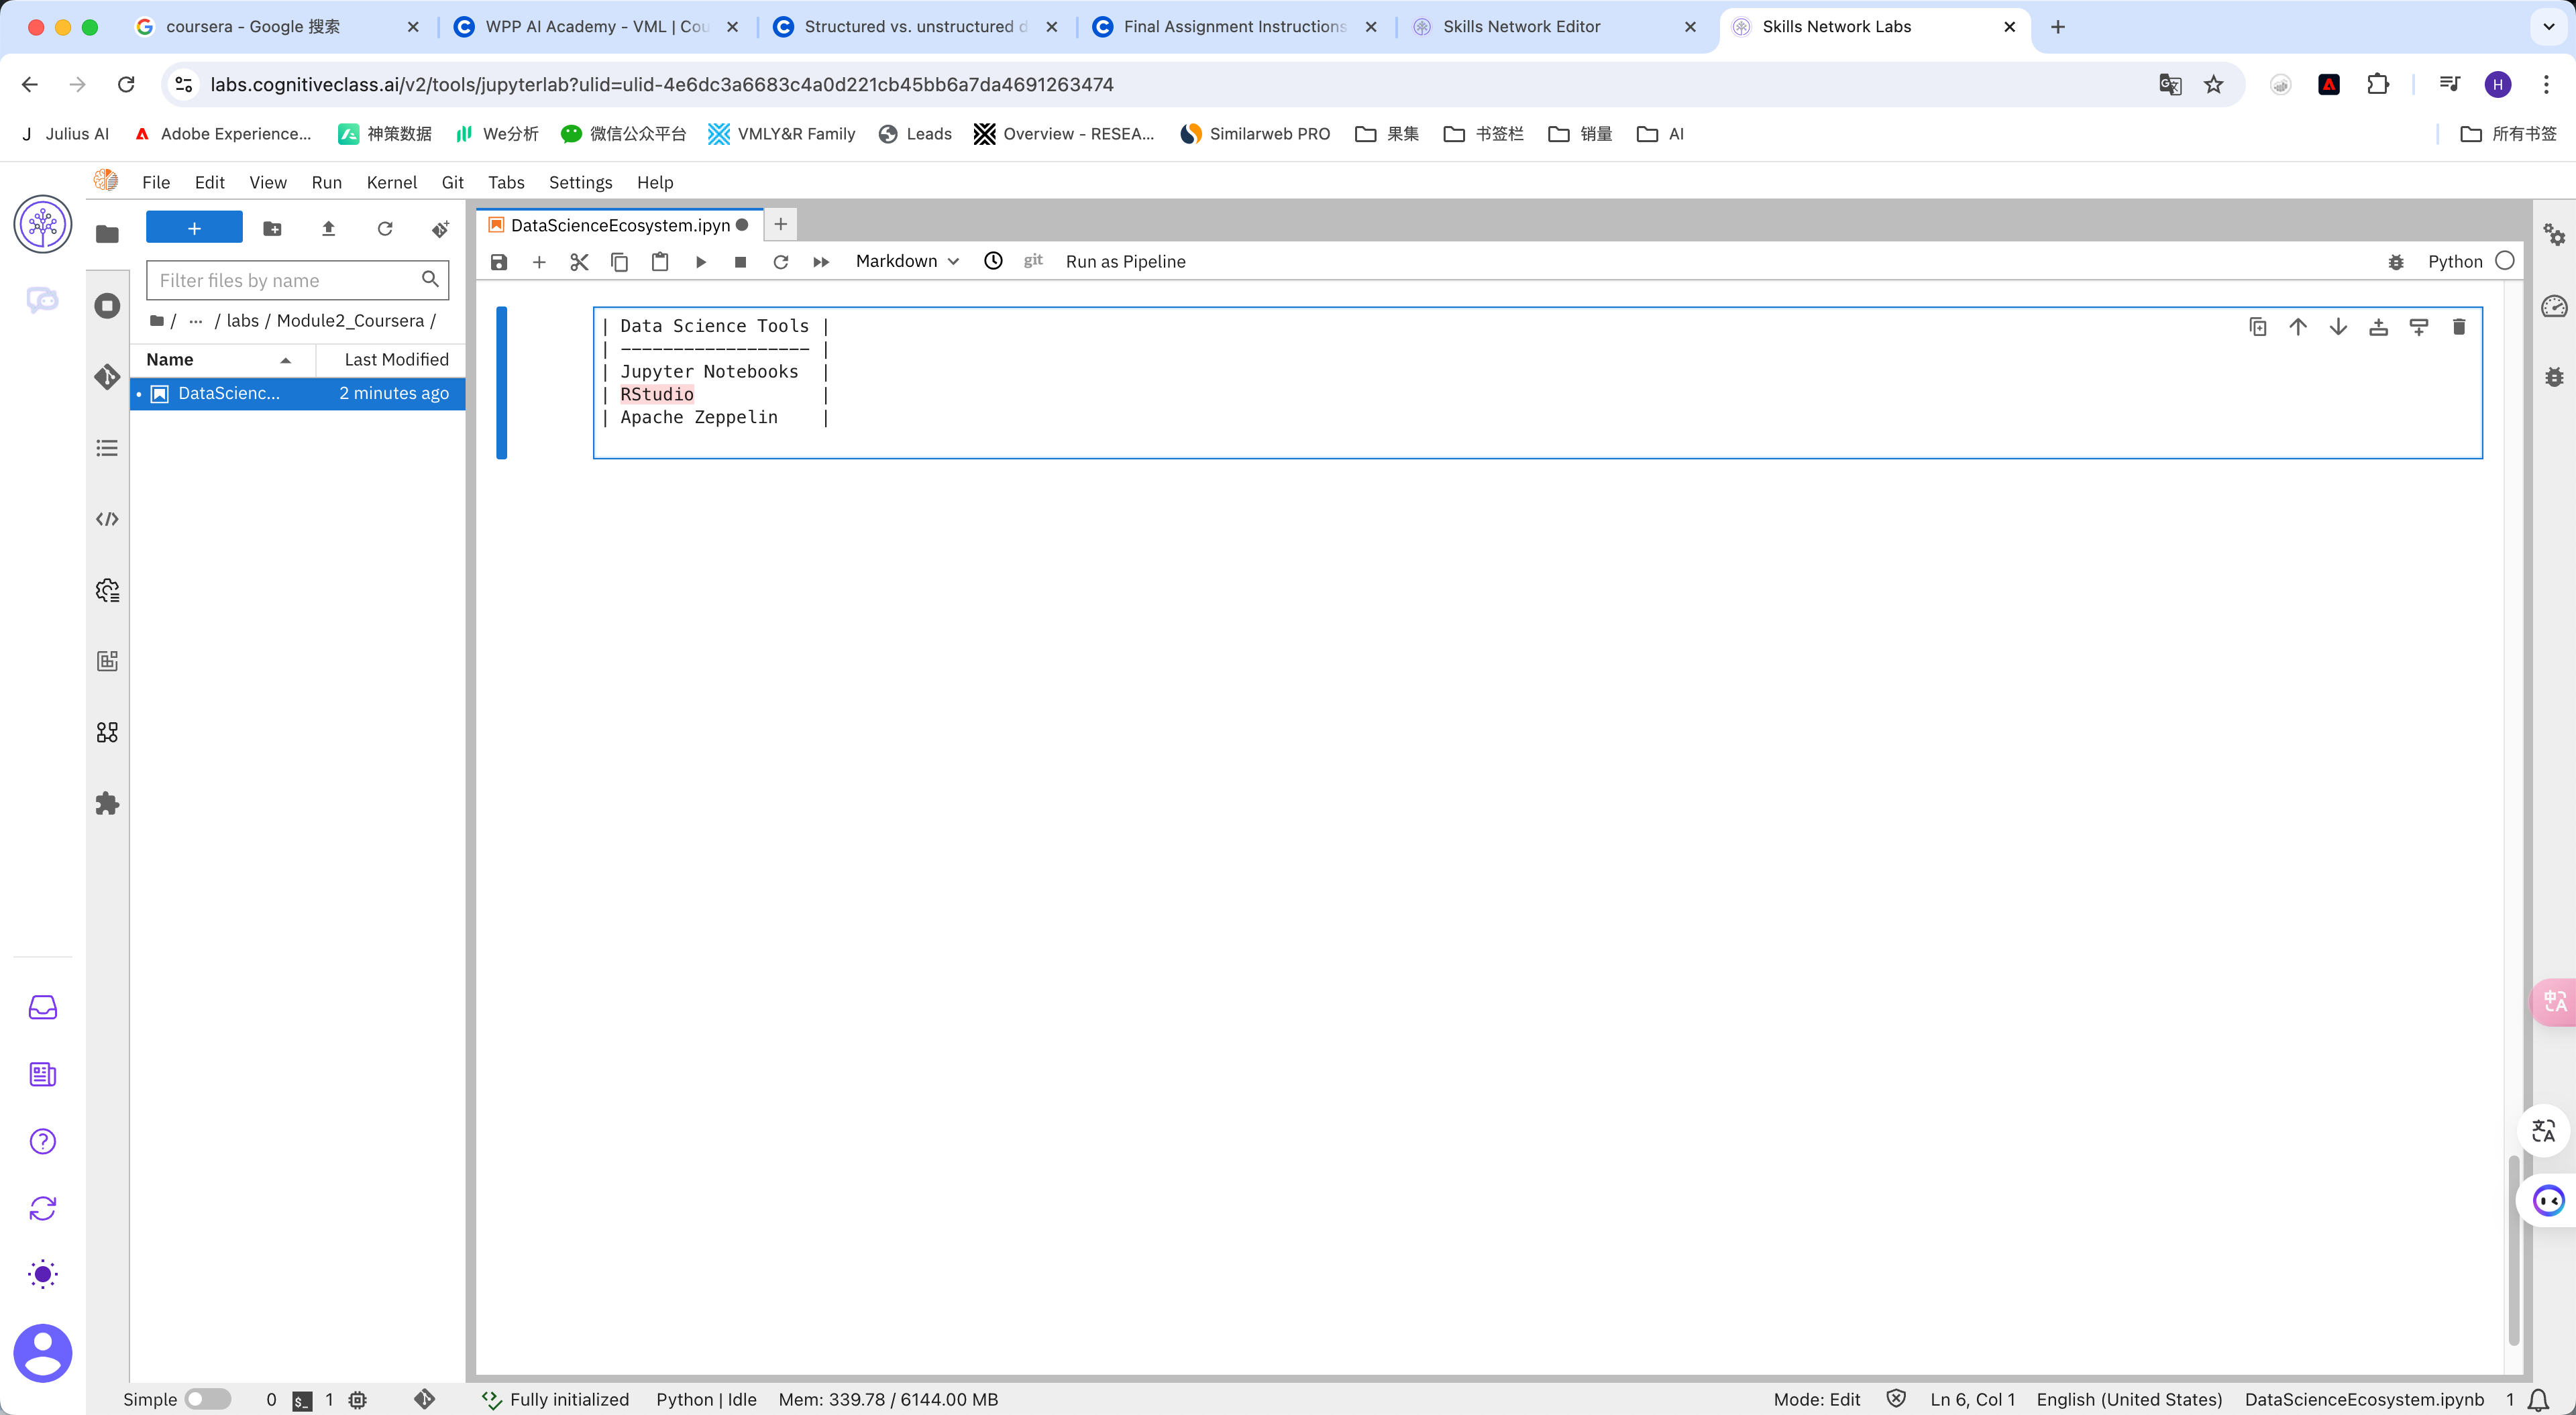 coursera - Google 搜索
WPP AI Academy - VML | Cou
Structured vs. unstructured d
Final Assignment Instructions
Skills Network Editor
Skills Network Labs
labs.cognitiveclass.ai/v2/tools/jupyterlab?ulid=ulid-4e6dc3a6683c4a0d221cb45bb6a7da4691263474
H
J Julius AI
Adobe Experience...
神策数据
We分析
微信公众平台
VMLY&R Family
Leads
Overview - RESEA...
Similarweb PRO
果集
书签栏
销量
AI
所有书签
File Edit View Run Kernel Git Tabs Settings Help
+
Filter files by name
/ ... / labs / Module2_Coursera /
Name Last Modified
DataScienc... 2 minutes ago
DataScienceEcosystem.ipyn
Markdown
git
Run as Pipeline
Python
| Data Science Tools |
| ------------------ |
| Jupyter Notebooks |
| RStudio |
| Apache Zeppelin |
中A
文A
Simple 0 $_ 1 Fully initialized Python | Idle Mem: 339.78 / 6144.00 MB Mode: Edit Ln 6, Col 1 English (United States) DataScienceEcosystem.ipynb 1